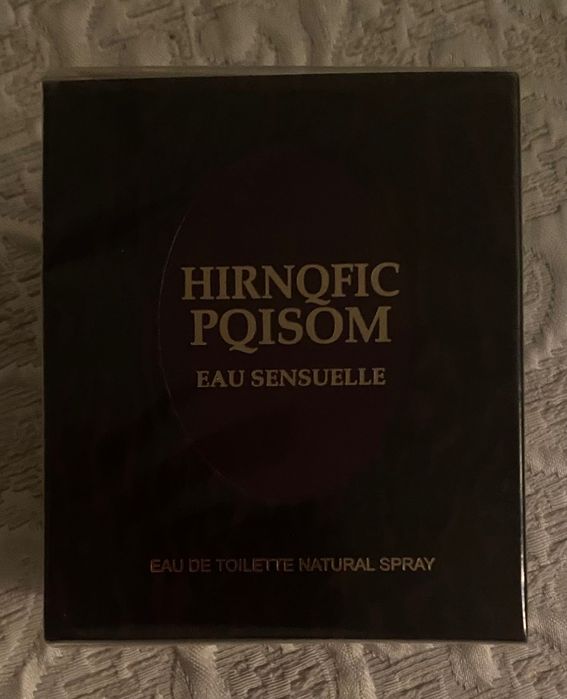 HIRNQFIC
PQISOM
EAU SENSUELLE
EAU DE TOILETTE NATURAL SPRAY